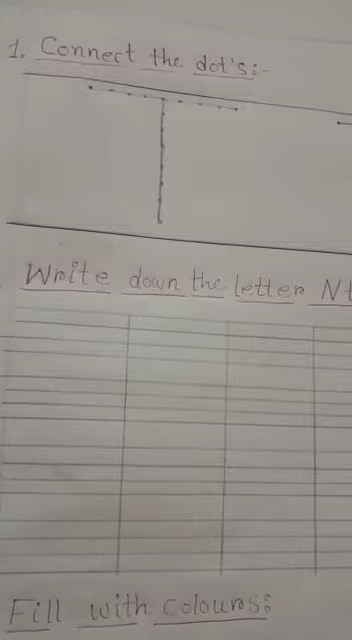 1. Connect the dot's:-
Write down the letter N
Fill with colours: